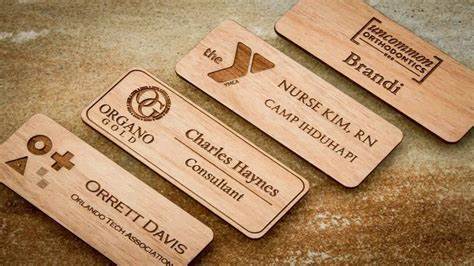 ORRETT DAVIS
ORLANDO TECH ASSOCIATION
OG
ORGANO
GOLD
Charles Haynes
Consultant
the
Y
YMCA
NURSE KIM, RN
CAMP IHDUHAPI
uncommon
ORTHODONTICS
Brandi